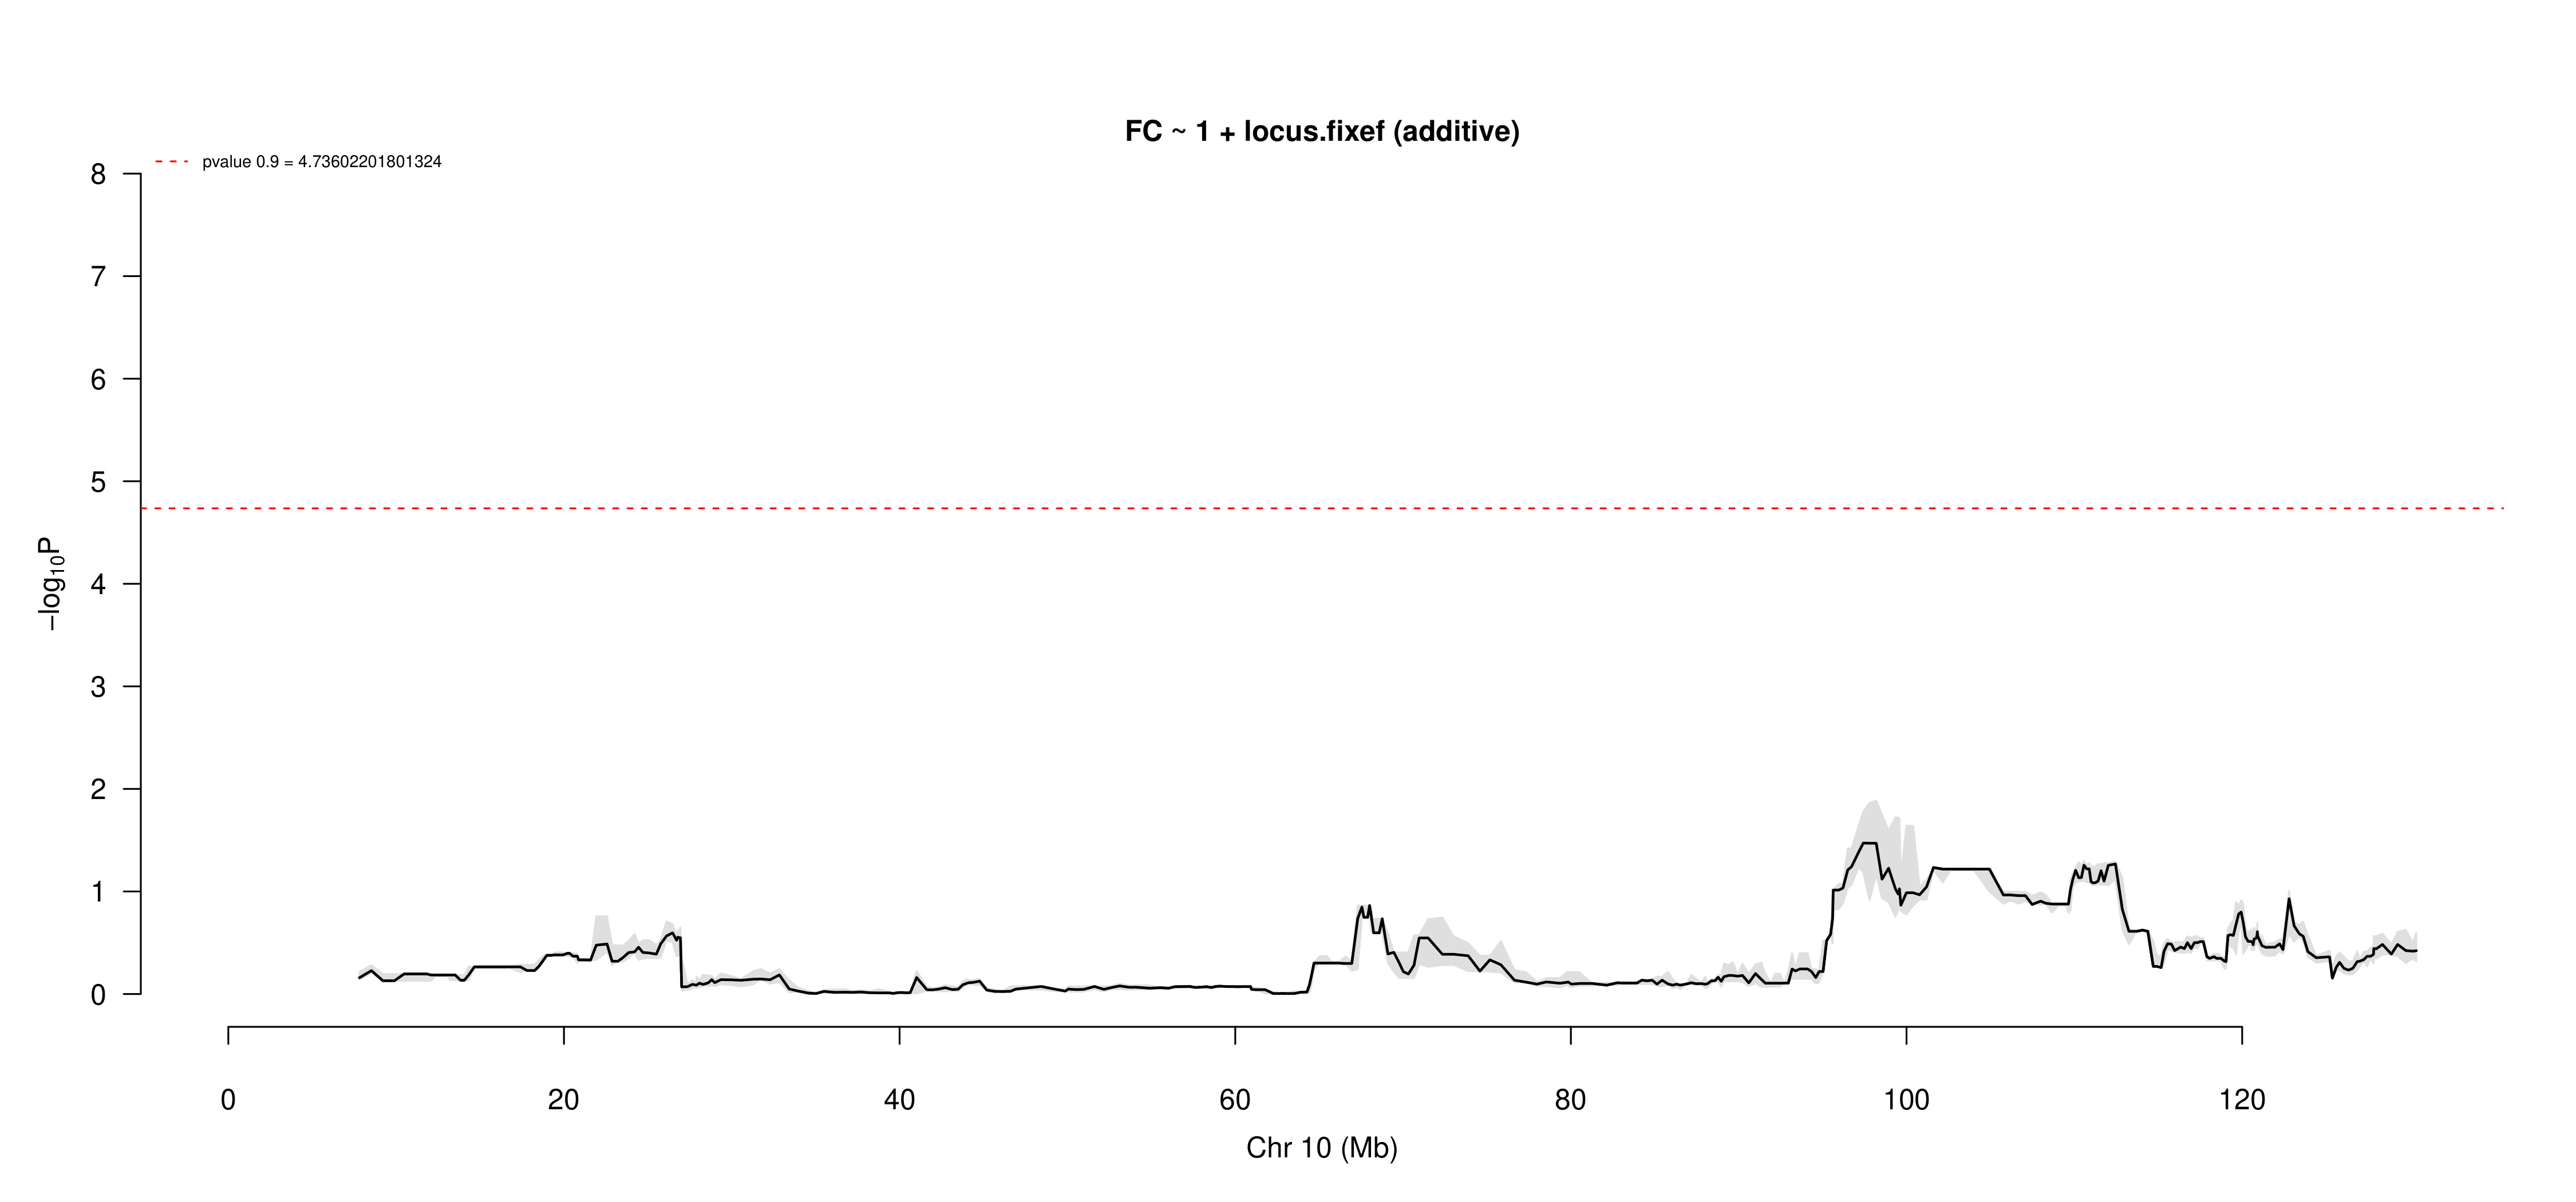 FC ~ 1 + locus.fixef (additive)
pvalue 0.9 = 4.73602201801324
8
7
6
5
4
3
2
1
0
−log10P
0 20 40 60 80 100 120
Chr 10 (Mb)